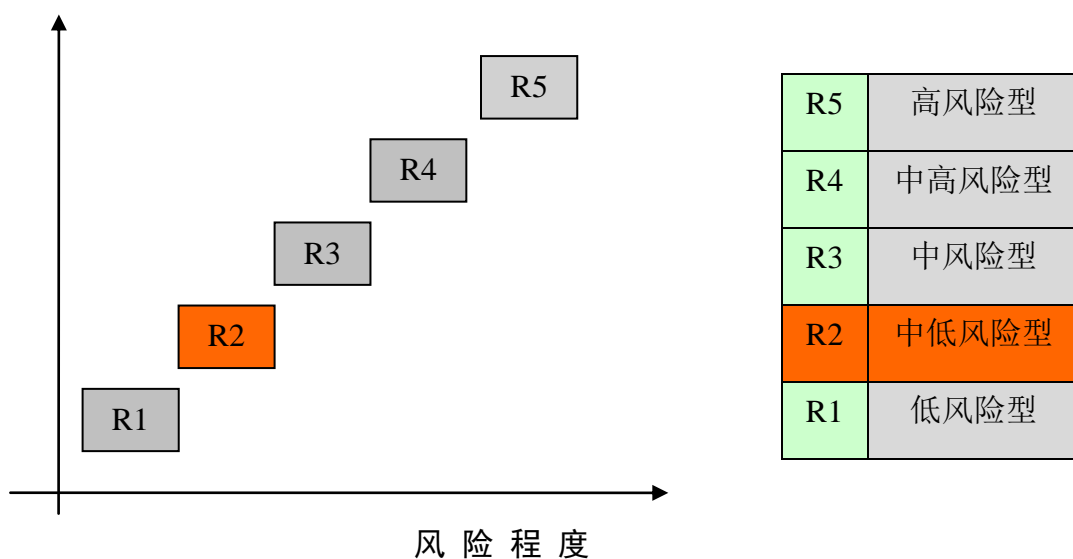 R5
R4
R3
R2
R1
风 险 程 度
R5 高风险型
R4 中高风险型
R3 中风险型
R2 中低风险型
R1 低风险型